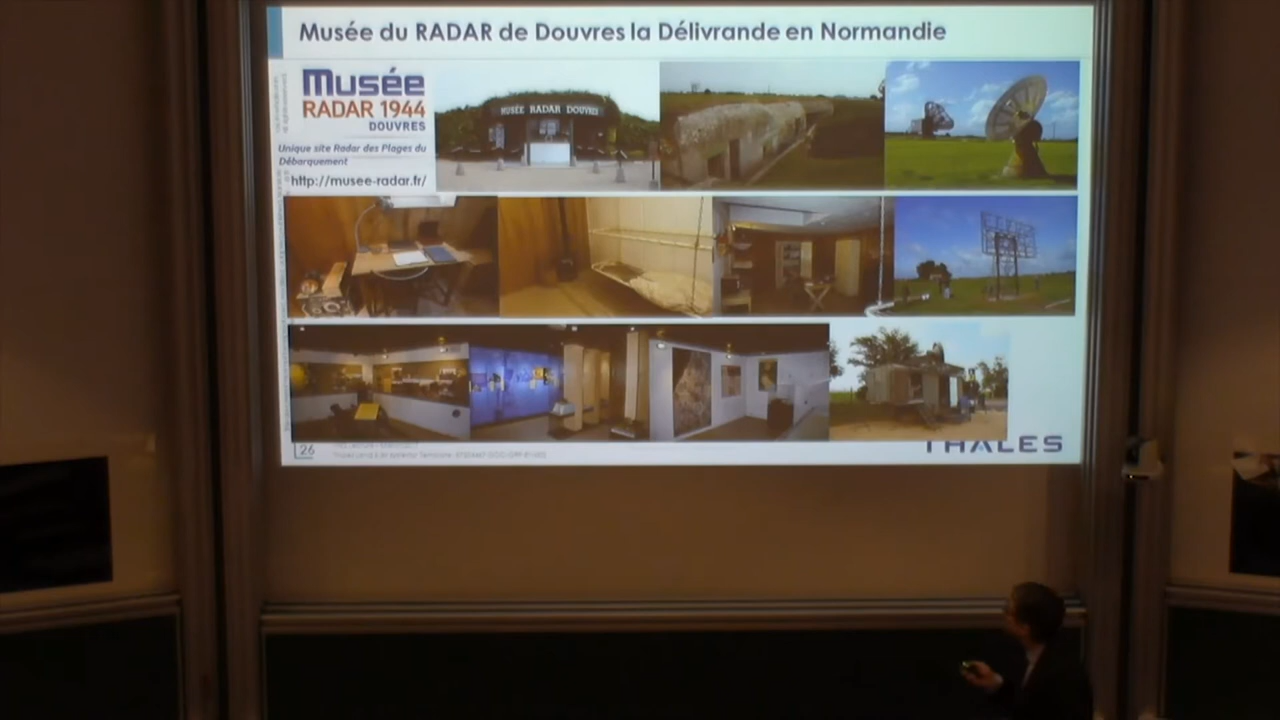 Musée du RADAR de Douvres la Délivrande en Normandie
Musée
RADAR 1944
DOUVRES
Unique site Radar des Plages du
Débarquement
http://musee-radar.fr/
MUSÉE RADAR DOUVRES
26
THALES